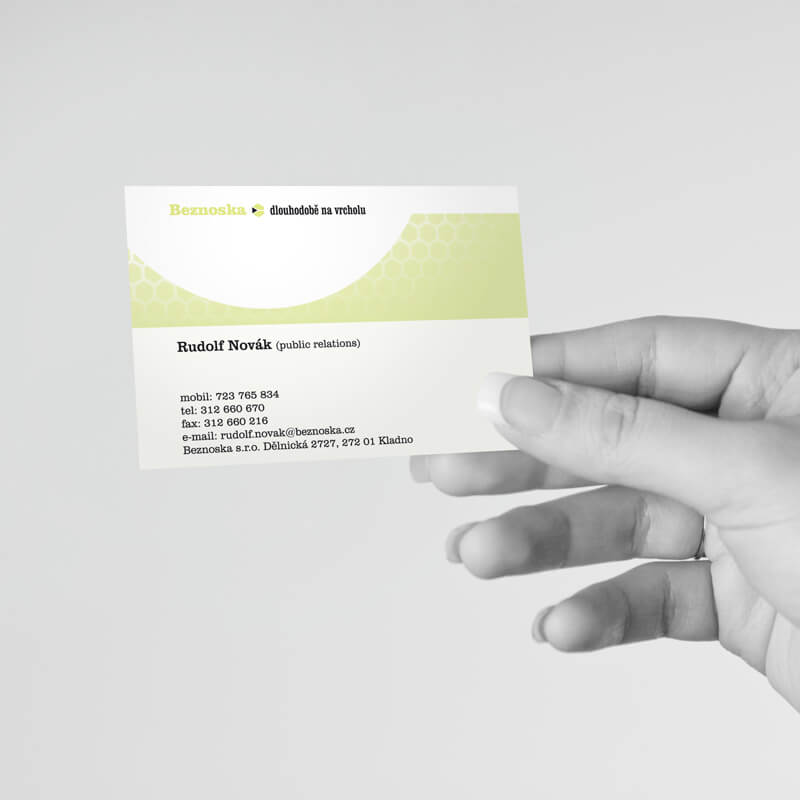 Beznoska dlouhodobě na vrcholu
Rudolf Novák (public relations)
mobil: 723 765 834
tel: 312 660 670
fax: 312 660 216
e-mail: rudolf.novak@beznoska.cz
Beznoska s.r.o. Dělnická 2727, 272 01 Kladno